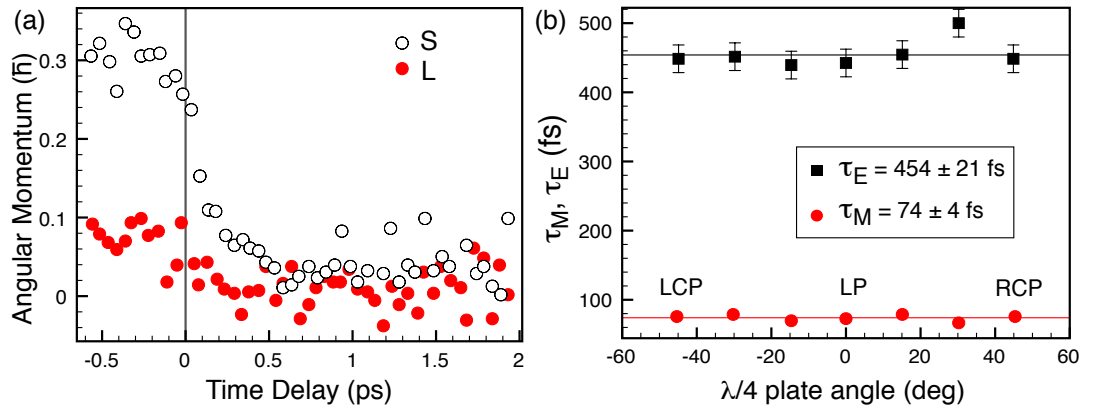 (a)
S
L
Angular Momentum (ħ)
0.3
0.2
0.1
0
-0.5
0
0.5
1
1.5
2
Time Delay (ps)
(b)
τM, τE (fs)
500
400
300
200
100
τE = 454 ± 21 fs
τM = 74 ± 4 fs
LCP
LP
RCP
-60
-40
-20
0
20
40
60
λ/4 plate angle (deg)